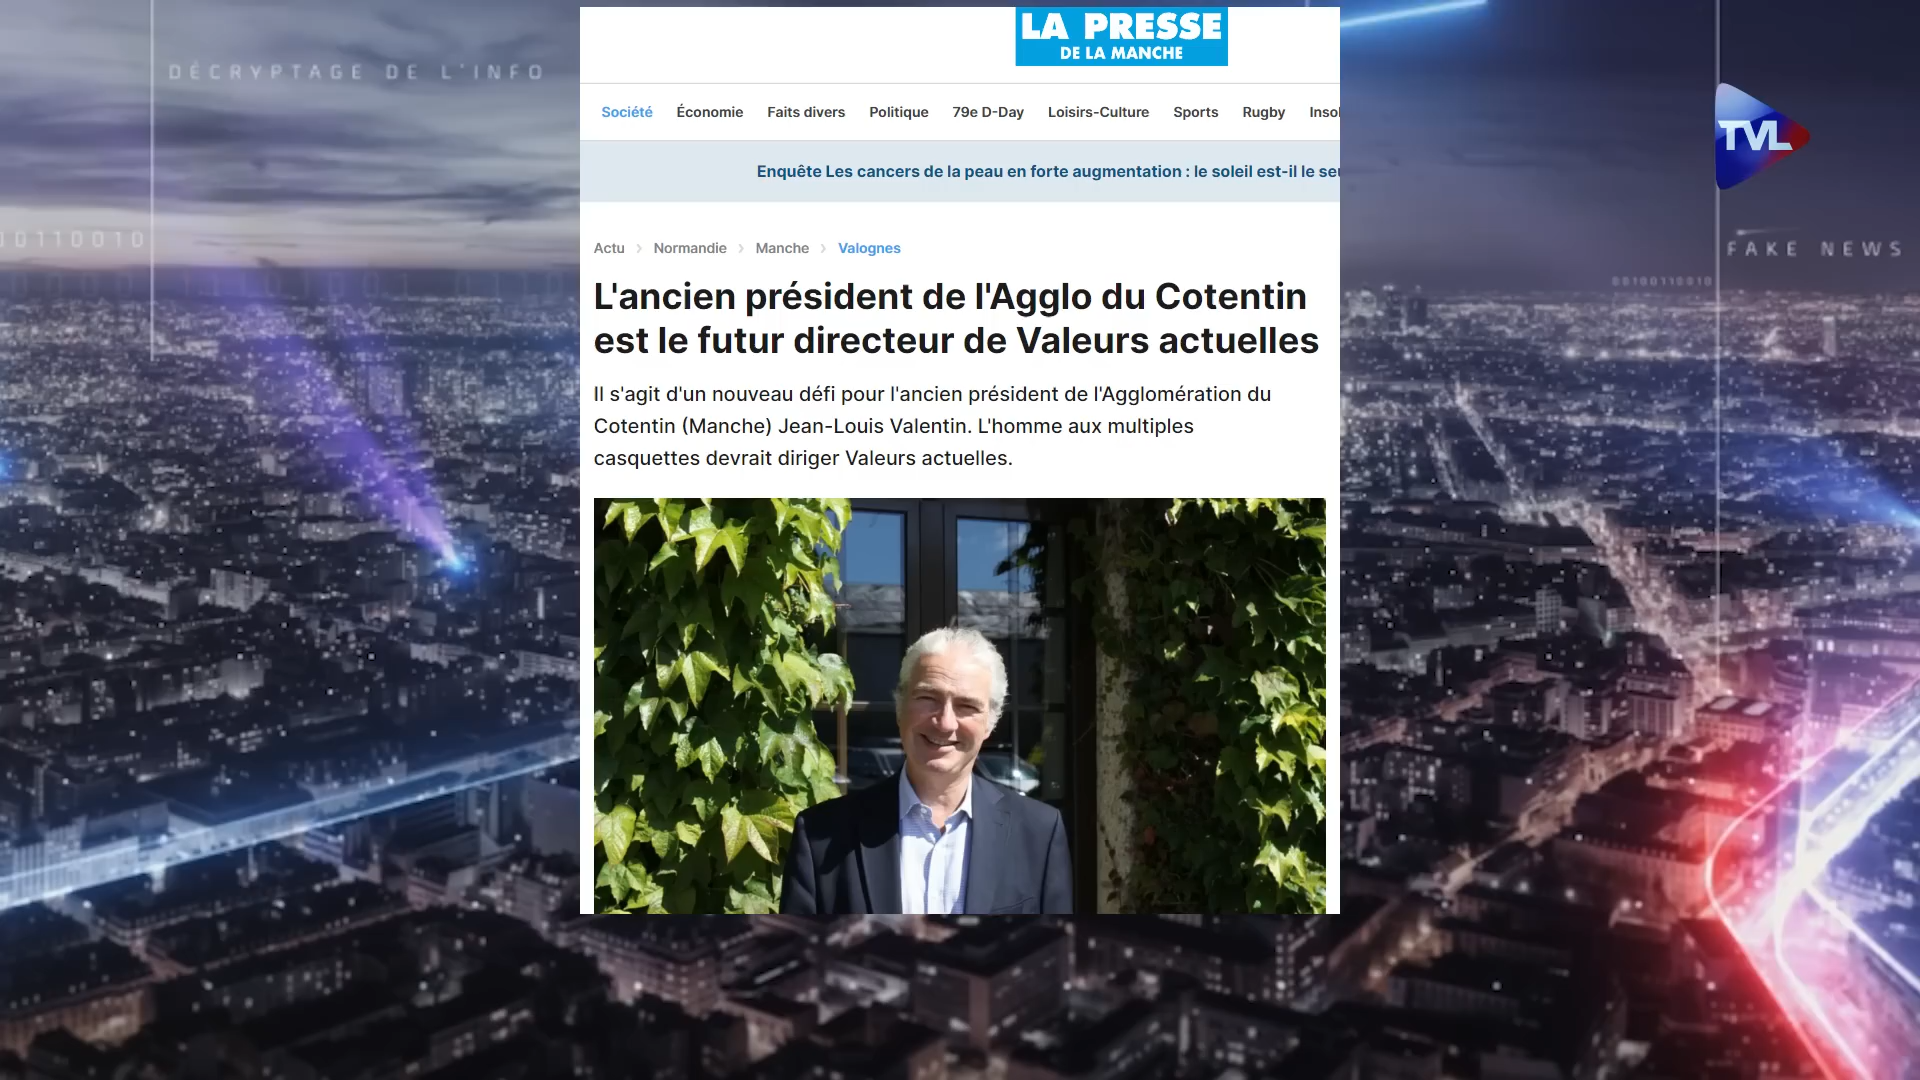 DÉCRYPTAGE DE L'INFO
00110010
LA PRESSE
DE LA MANCHE
Société Économie Faits divers Politique 79e D-Day Loisirs-Culture Sports Rugby
Enquête Les cancers de la peau en forte augmentation : le soleil est-il le
Actu > Normandie > Manche > Valognes
L'ancien président de l'Agglo du Cotentin
est le futur directeur de Valeurs actuelles
Il s'agit d'un nouveau défi pour l'ancien président de l'Agglomération du
Cotentin (Manche) Jean-Louis Valentin. L'homme aux multiples
casquettes devrait diriger Valeurs actuelles.
TVL
FAKE NEWS
00100110010